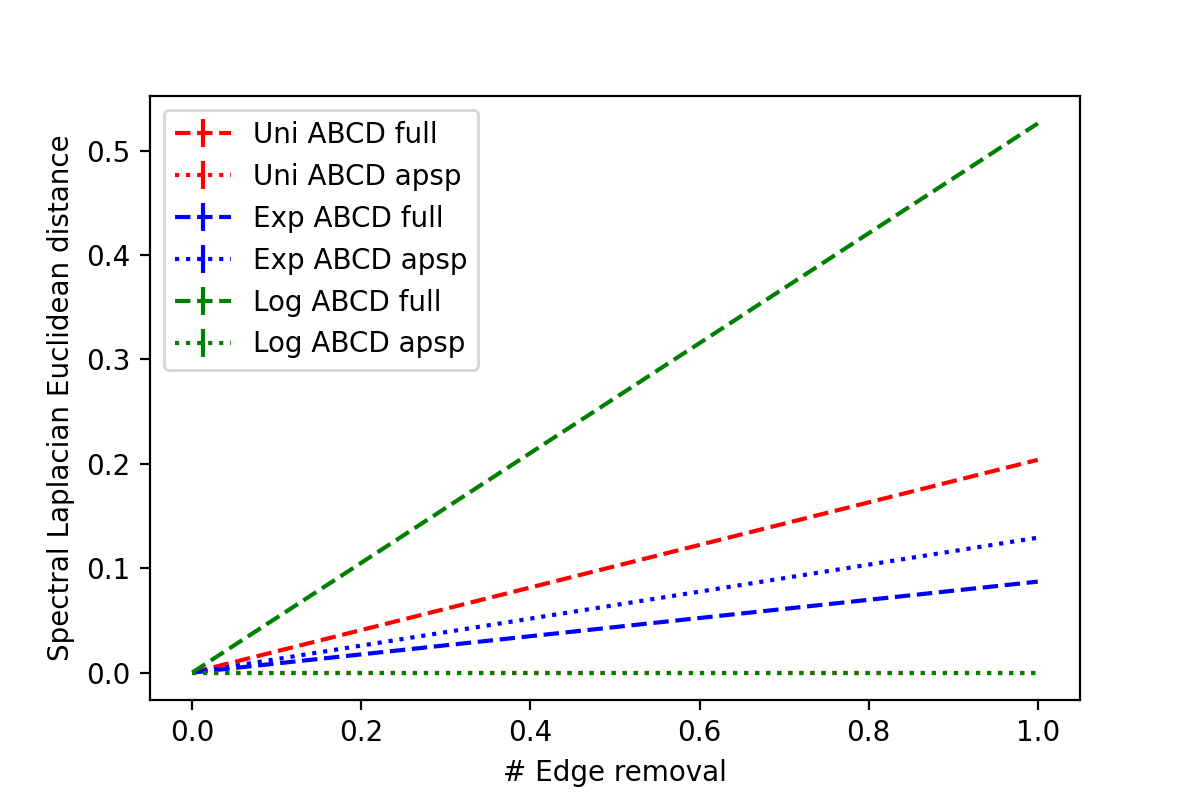 Spectral Laplacian Euclidean distance
0.5
0.4
0.3
0.2
0.1
0.0
Uni ABCD full
Uni ABCD apsp
Exp ABCD full
Exp ABCD apsp
Log ABCD full
Log ABCD apsp
0.0 0.2 0.4 0.6 0.8 1.0
# Edge removal